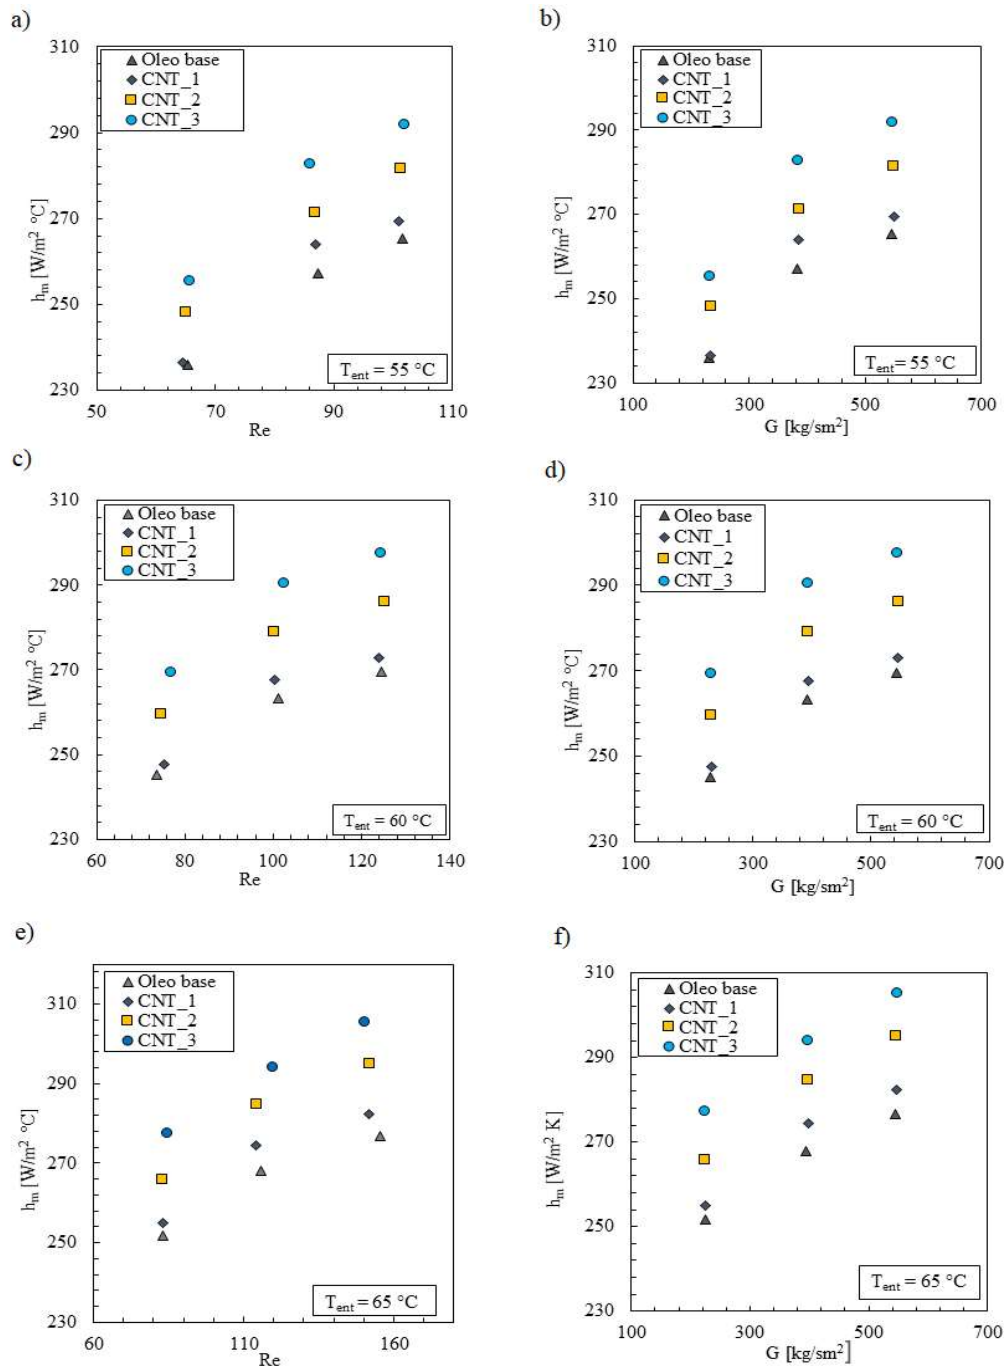 a)
310
290
270
250
230
h_m [W/m² °C]
Oleo base
CNT_1
CNT_2
CNT_3
T_ent = 55 °C
50 70 90 110
Re
b)
310
290
270
250
230
h_m [W/m² °C]
Oleo base
CNT_1
CNT_2
CNT_3
T_ent = 55 °C
100 300 500 700
G [kg/sm²]
c)
310
290
270
250
230
h_m [W/m² °C]
Oleo base
CNT_1
CNT_2
CNT_3
T_ent = 60 °C
60 80 100 120 140
Re
d)
310
290
270
250
230
h_m [W/m² °C]
Oleo base
CNT_1
CNT_2
CNT_3
T_ent = 60 °C
100 300 500 700
G [kg/sm²]
e)
310
290
270
250
230
h_m [W/m² °C]
Oleo base
CNT_1
CNT_2
CNT_3
T_ent = 65 °C
60 110 160
Re
f)
310
290
270
250
230
h_m [W/m² K]
Oleo base
CNT_1
CNT_2
CNT_3
T_ent = 65 °C
100 300 500 700
G [kg/sm²]